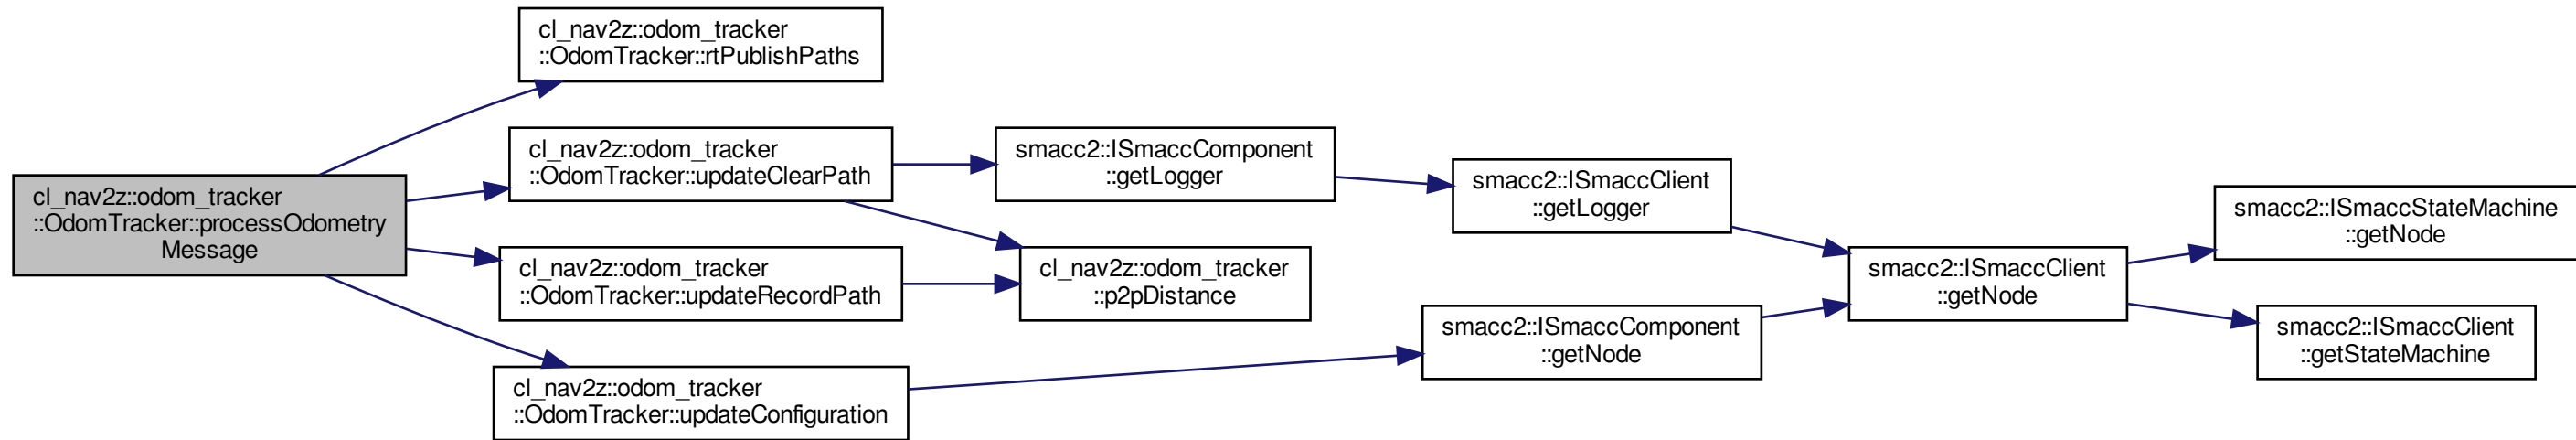 cl_nav2z::odom_tracker
::OdomTracker::processOdometry
Message
cl_nav2z::odom_tracker
::OdomTracker::rtPublishPaths
cl_nav2z::odom_tracker
::OdomTracker::updateClearPath
cl_nav2z::odom_tracker
::OdomTracker::updateRecordPath
cl_nav2z::odom_tracker
::OdomTracker::updateConfiguration
smacc2::ISmaccComponent
::getLogger
cl_nav2z::odom_tracker
::p2pDistance
smacc2::ISmaccClient
::getLogger
smacc2::ISmaccComponent
::getNode
smacc2::ISmaccClient
::getNode
smacc2::ISmaccStateMachine
::getNode
smacc2::ISmaccClient
::getStateMachine